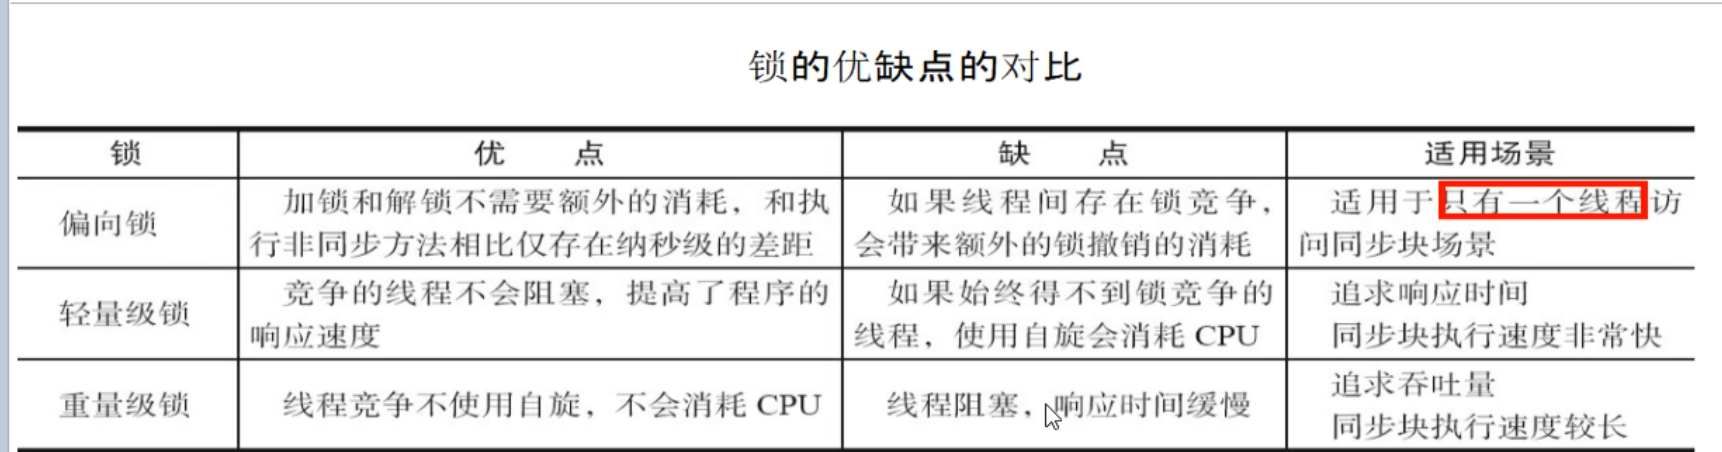 锁的优缺点的对比
锁
优 点
缺 点
适用场景
偏向锁
加锁和解锁不需要额外的消耗，和执
行非同步方法相比仅存在纳秒级的差距
如果线程间存在锁竞争，
会带来额外的锁撤销的消耗
适用于只有一个线程访
问同步块场景
轻量级锁
竞争的线程不会阻塞，提高了程序的
响应速度
如果始终得不到锁竞争的
线程，使用自旋会消耗 CPU
追求响应时间
同步块执行速度非常快
重量级锁
线程竞争不使用自旋，不会消耗 CPU
线程阻塞，响应时间缓慢
追求吞吐量
同步块执行速度较长